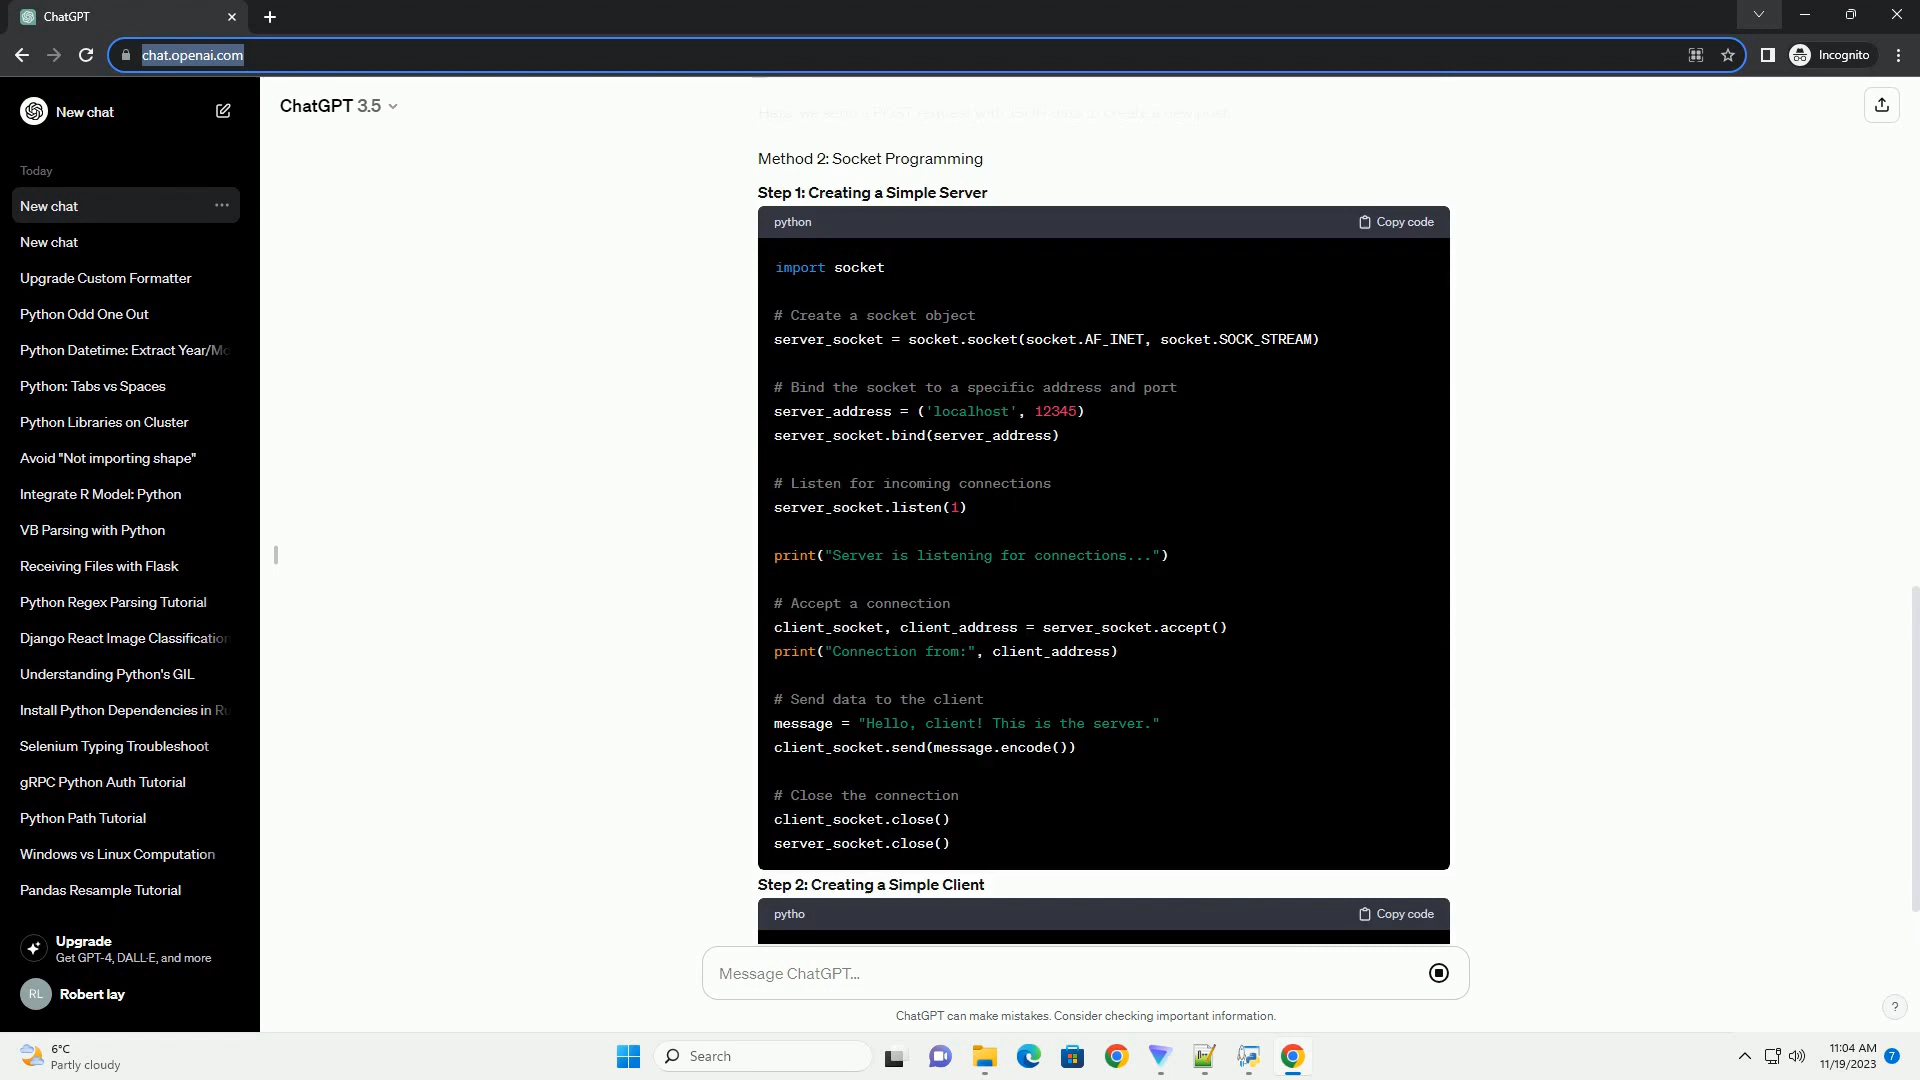 ChatGPT
chat.openai.com
Incognito
New chat
Today
New chat
New chat
Upgrade Custom Formatter
Python Odd One Out
Python Datetime: Extract Year/Mo
Python: Tabs vs Spaces
Python Libraries on Cluster
Avoid "Not importing shape"
Integrate R Model: Python
VB Parsing with Python
Receiving Files with Flask
Python Regex Parsing Tutorial
Django React Image Classification
Understanding Python's GIL
Install Python Dependencies in Ru
Selenium Typing Troubleshoot
gRPC Python Auth Tutorial
Python Path Tutorial
Windows vs Linux Computation
Pandas Resample Tutorial
Upgrade
Get GPT-4, DALL·E, and more
RL
Robert lay
ChatGPT 3.5
Method 2: Socket Programming
Step 1: Creating a Simple Server
python
Copy code
import socket
# Create a socket object
server_socket = socket.socket(socket.AF_INET, socket.SOCK_STREAM)
# Bind the socket to a specific address and port
server_address = ('localhost', 12345)
server_socket.bind(server_address)
# Listen for incoming connections
server_socket.listen(1)
print("Server is listening for connections...")
# Accept a connection
client_socket, client_address = server_socket.accept()
print("Connection from:", client_address)
# Send data to the client
message = "Hello, client! This is the server."
client_socket.send(message.encode())
# Close the connection
client_socket.close()
server_socket.close()
Step 2: Creating a Simple Client
pytho
Copy code
Message ChatGPT...
ChatGPT can make mistakes. Consider checking important information.
?
6°C
Partly cloudy
Search
11:04 AM
11/19/2023
7